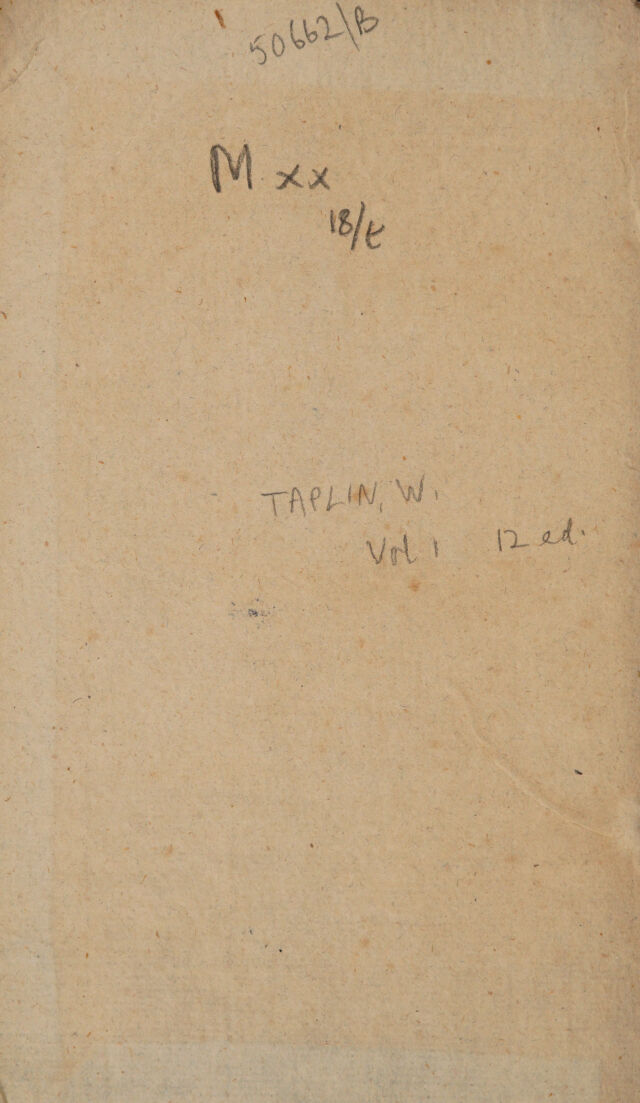 50662\B
M xx
18/t
TAPLIN, W.
Vol 1 12 ed.